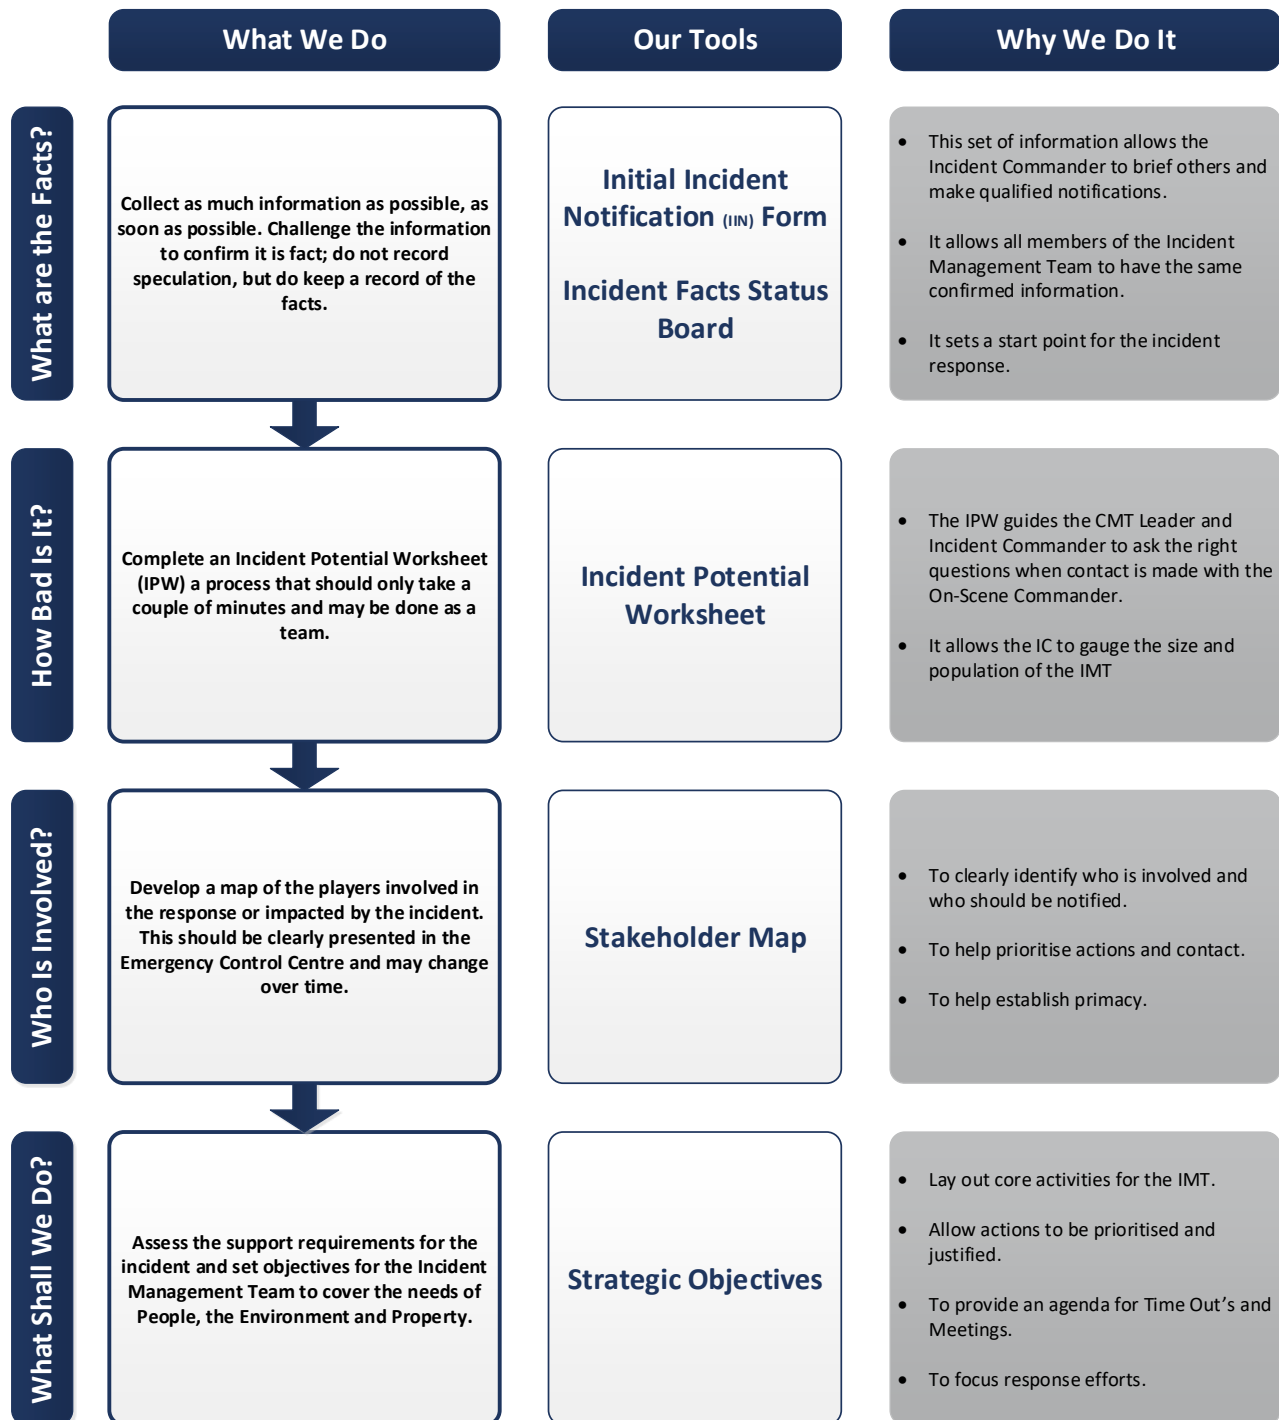 What We Do
Our Tools
Why We Do It
What are the Facts?
Collect as much information as possible, as
soon as possible. Challenge the information
to confirm it is fact; do not record
speculation, but do keep a record of the
facts.
Initial Incident
Notification (IIN) Form
Incident Facts Status
Board
• This set of information allows the
Incident Commander to brief others and
make qualified notifications.
• It allows all members of the Incident
Management Team to have the same
confirmed information.
• It sets a start point for the incident
response.
How Bad Is It?
Complete an Incident Potential Worksheet
(IPW) a process that should only take a
couple of minutes and may be done as a
team.
Incident Potential
Worksheet
• The IPW guides the CMT Leader and
Incident Commander to ask the right
questions when contact is made with the
On-Scene Commander.
• It allows the IC to gauge the size and
population of the IMT
Who Is Involved?
Develop a map of the players involved in
the response or impacted by the incident.
This should be clearly presented in the
Emergency Control Centre and may change
over time.
Stakeholder Map
• To clearly identify who is involved and
who should be notified.
• To help prioritise actions and contact.
• To help establish primacy.
What Shall We Do?
Assess the support requirements for the
incident and set objectives for the Incident
Management Team to cover the needs of
People, the Environment and Property.
Strategic Objectives
• Lay out core activities for the IMT.
• Allow actions to be prioritised and
justified.
• To provide an agenda for Time Out’s and
Meetings.
• To focus response efforts.